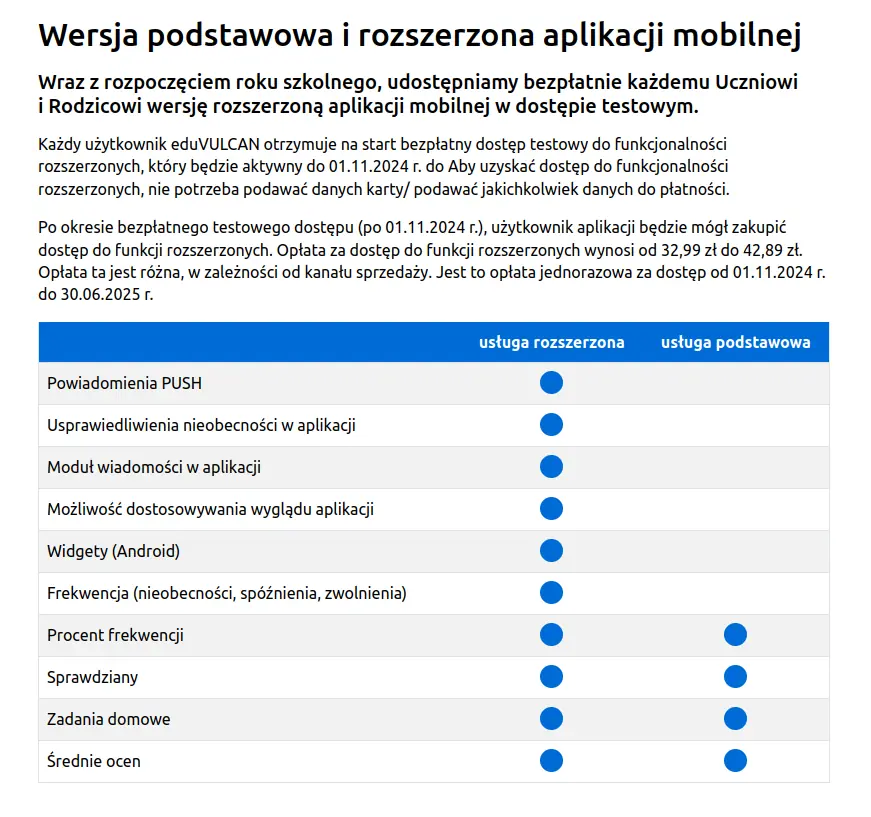 Wersja podstawowa i rozszerzona aplikacji mobilnej
Wraz z rozpoczęciem roku szkolnego, udostępniamy bezpłatnie każdemu Uczniowi
i Rodzicowi wersję rozszerzoną aplikacji mobilnej w dostępie testowym.
Każdy użytkownik eduVULCAN otrzymuje na start bezpłatny dostęp testowy do funkcjonalności
rozszerzonych, który będzie aktywny do 01.11.2024 r. do Aby uzyskać dostęp do funkcjonalności
rozszerzonych, nie potrzeba podawać danych karty/ podawać jakichkolwiek danych do płatności.
Po okresie bezpłatnego testowego dostępu (po 01.11.2024 r.), użytkownik aplikacji będzie mógł zakupić
dostęp do funkcji rozszerzonych. Opłata za dostęp do funkcji rozszerzonych wynosi od 32,99 zł do 42,89 zł.
Opłata ta jest różna, w zależności od kanału sprzedaży. Jest to opłata jednorazowa za dostęp od 01.11.2024 r.
do 30.06.2025 r.
usługa rozszerzona usługa podstawowa
Powiadomienia PUSH
Usprawiedliwienia nieobecności w aplikacji
Moduł wiadomości w aplikacji
Możliwość dostosowywania wyglądu aplikacji
Widgety (Android)
Frekwencja (nieobecności, spóźnienia, zwolnienia)
Procent frekwencji
Sprawdziany
Zadania domowe
Średnie ocen